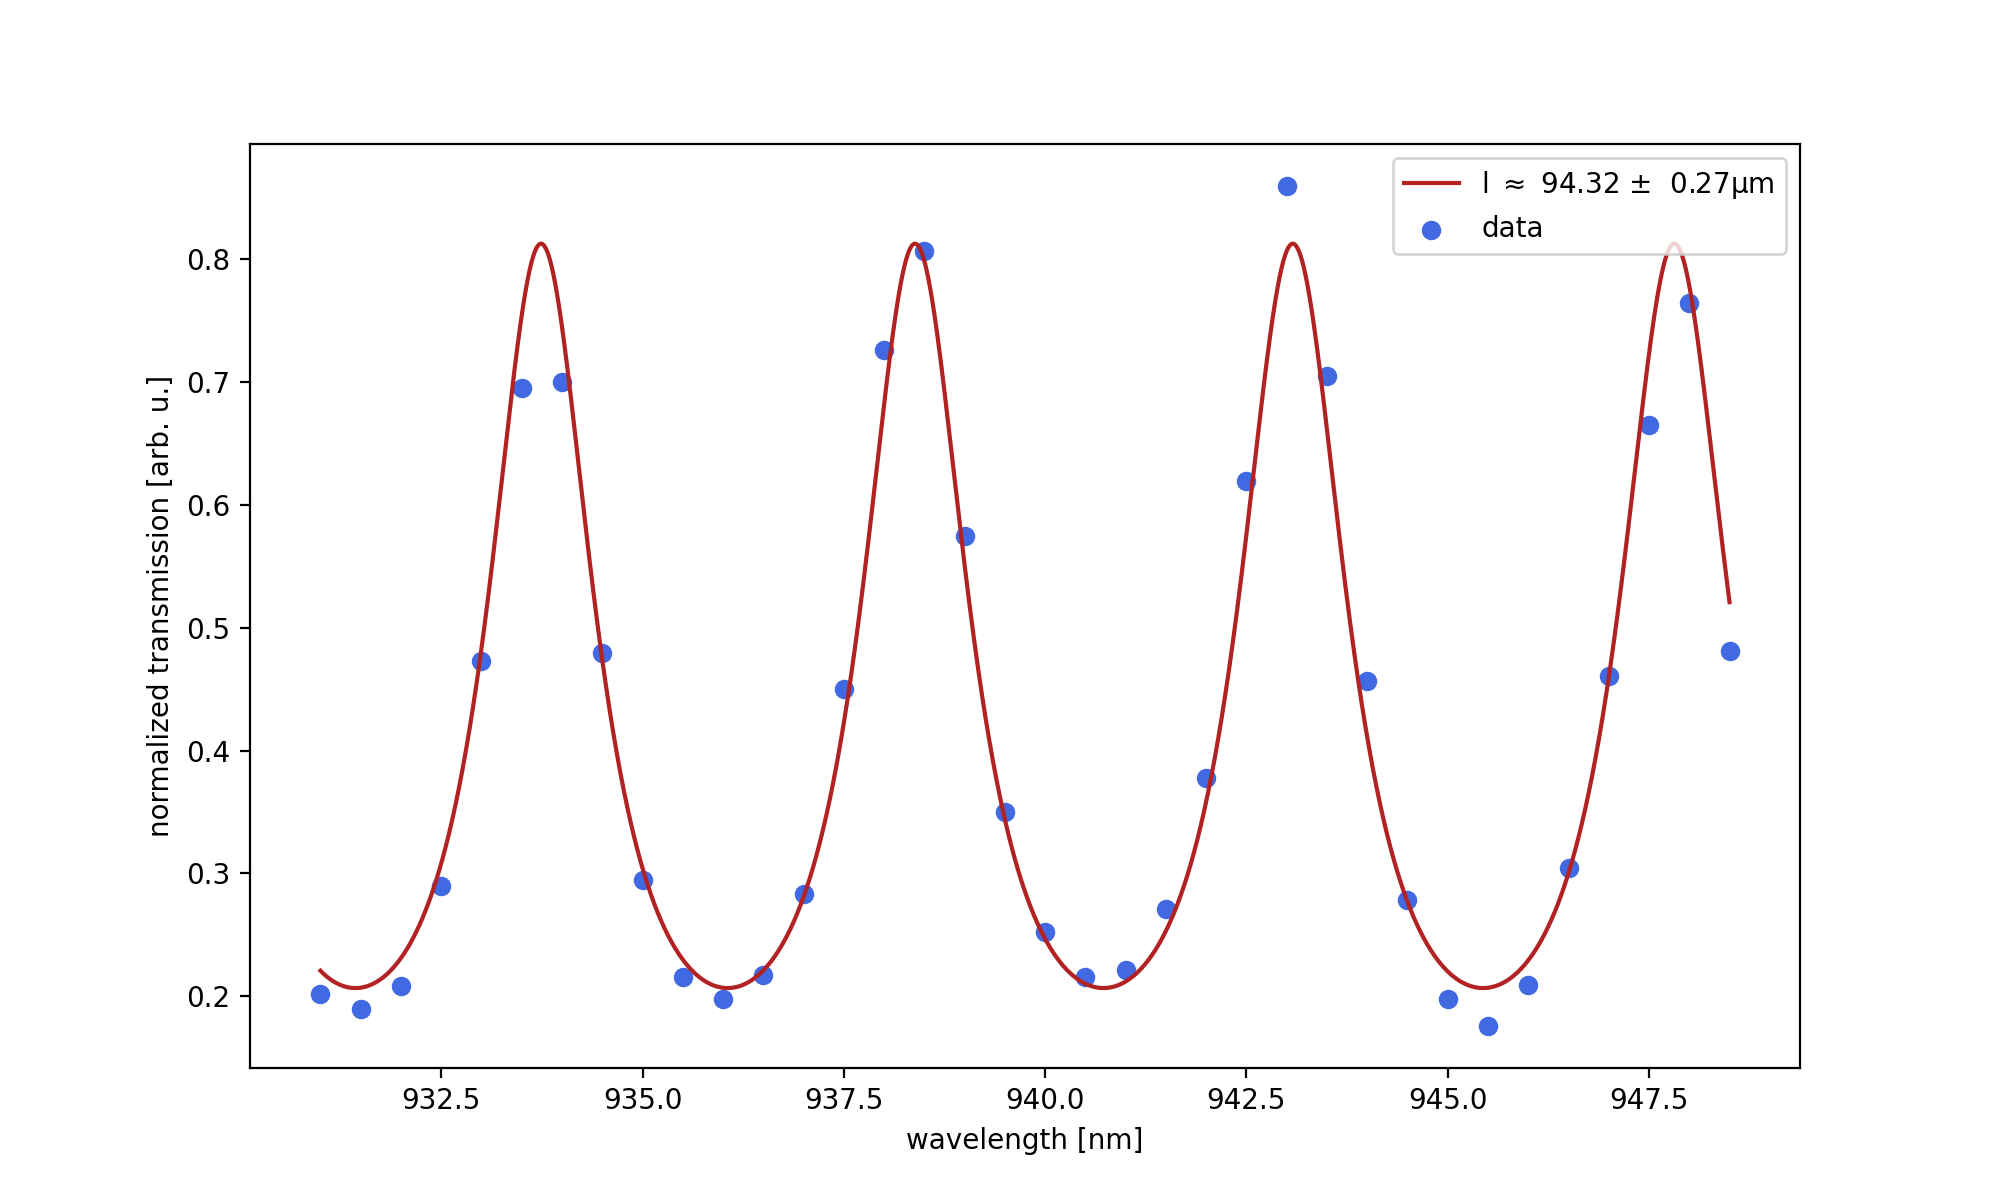 l ≈ 94.32 ± 0.27µm
data
0.8
0.7
0.6
0.5
0.4
0.3
0.2
normalized transmission [arb. u.]
932.5 935.0 937.5 940.0 942.5 945.0 947.5
wavelength [nm]